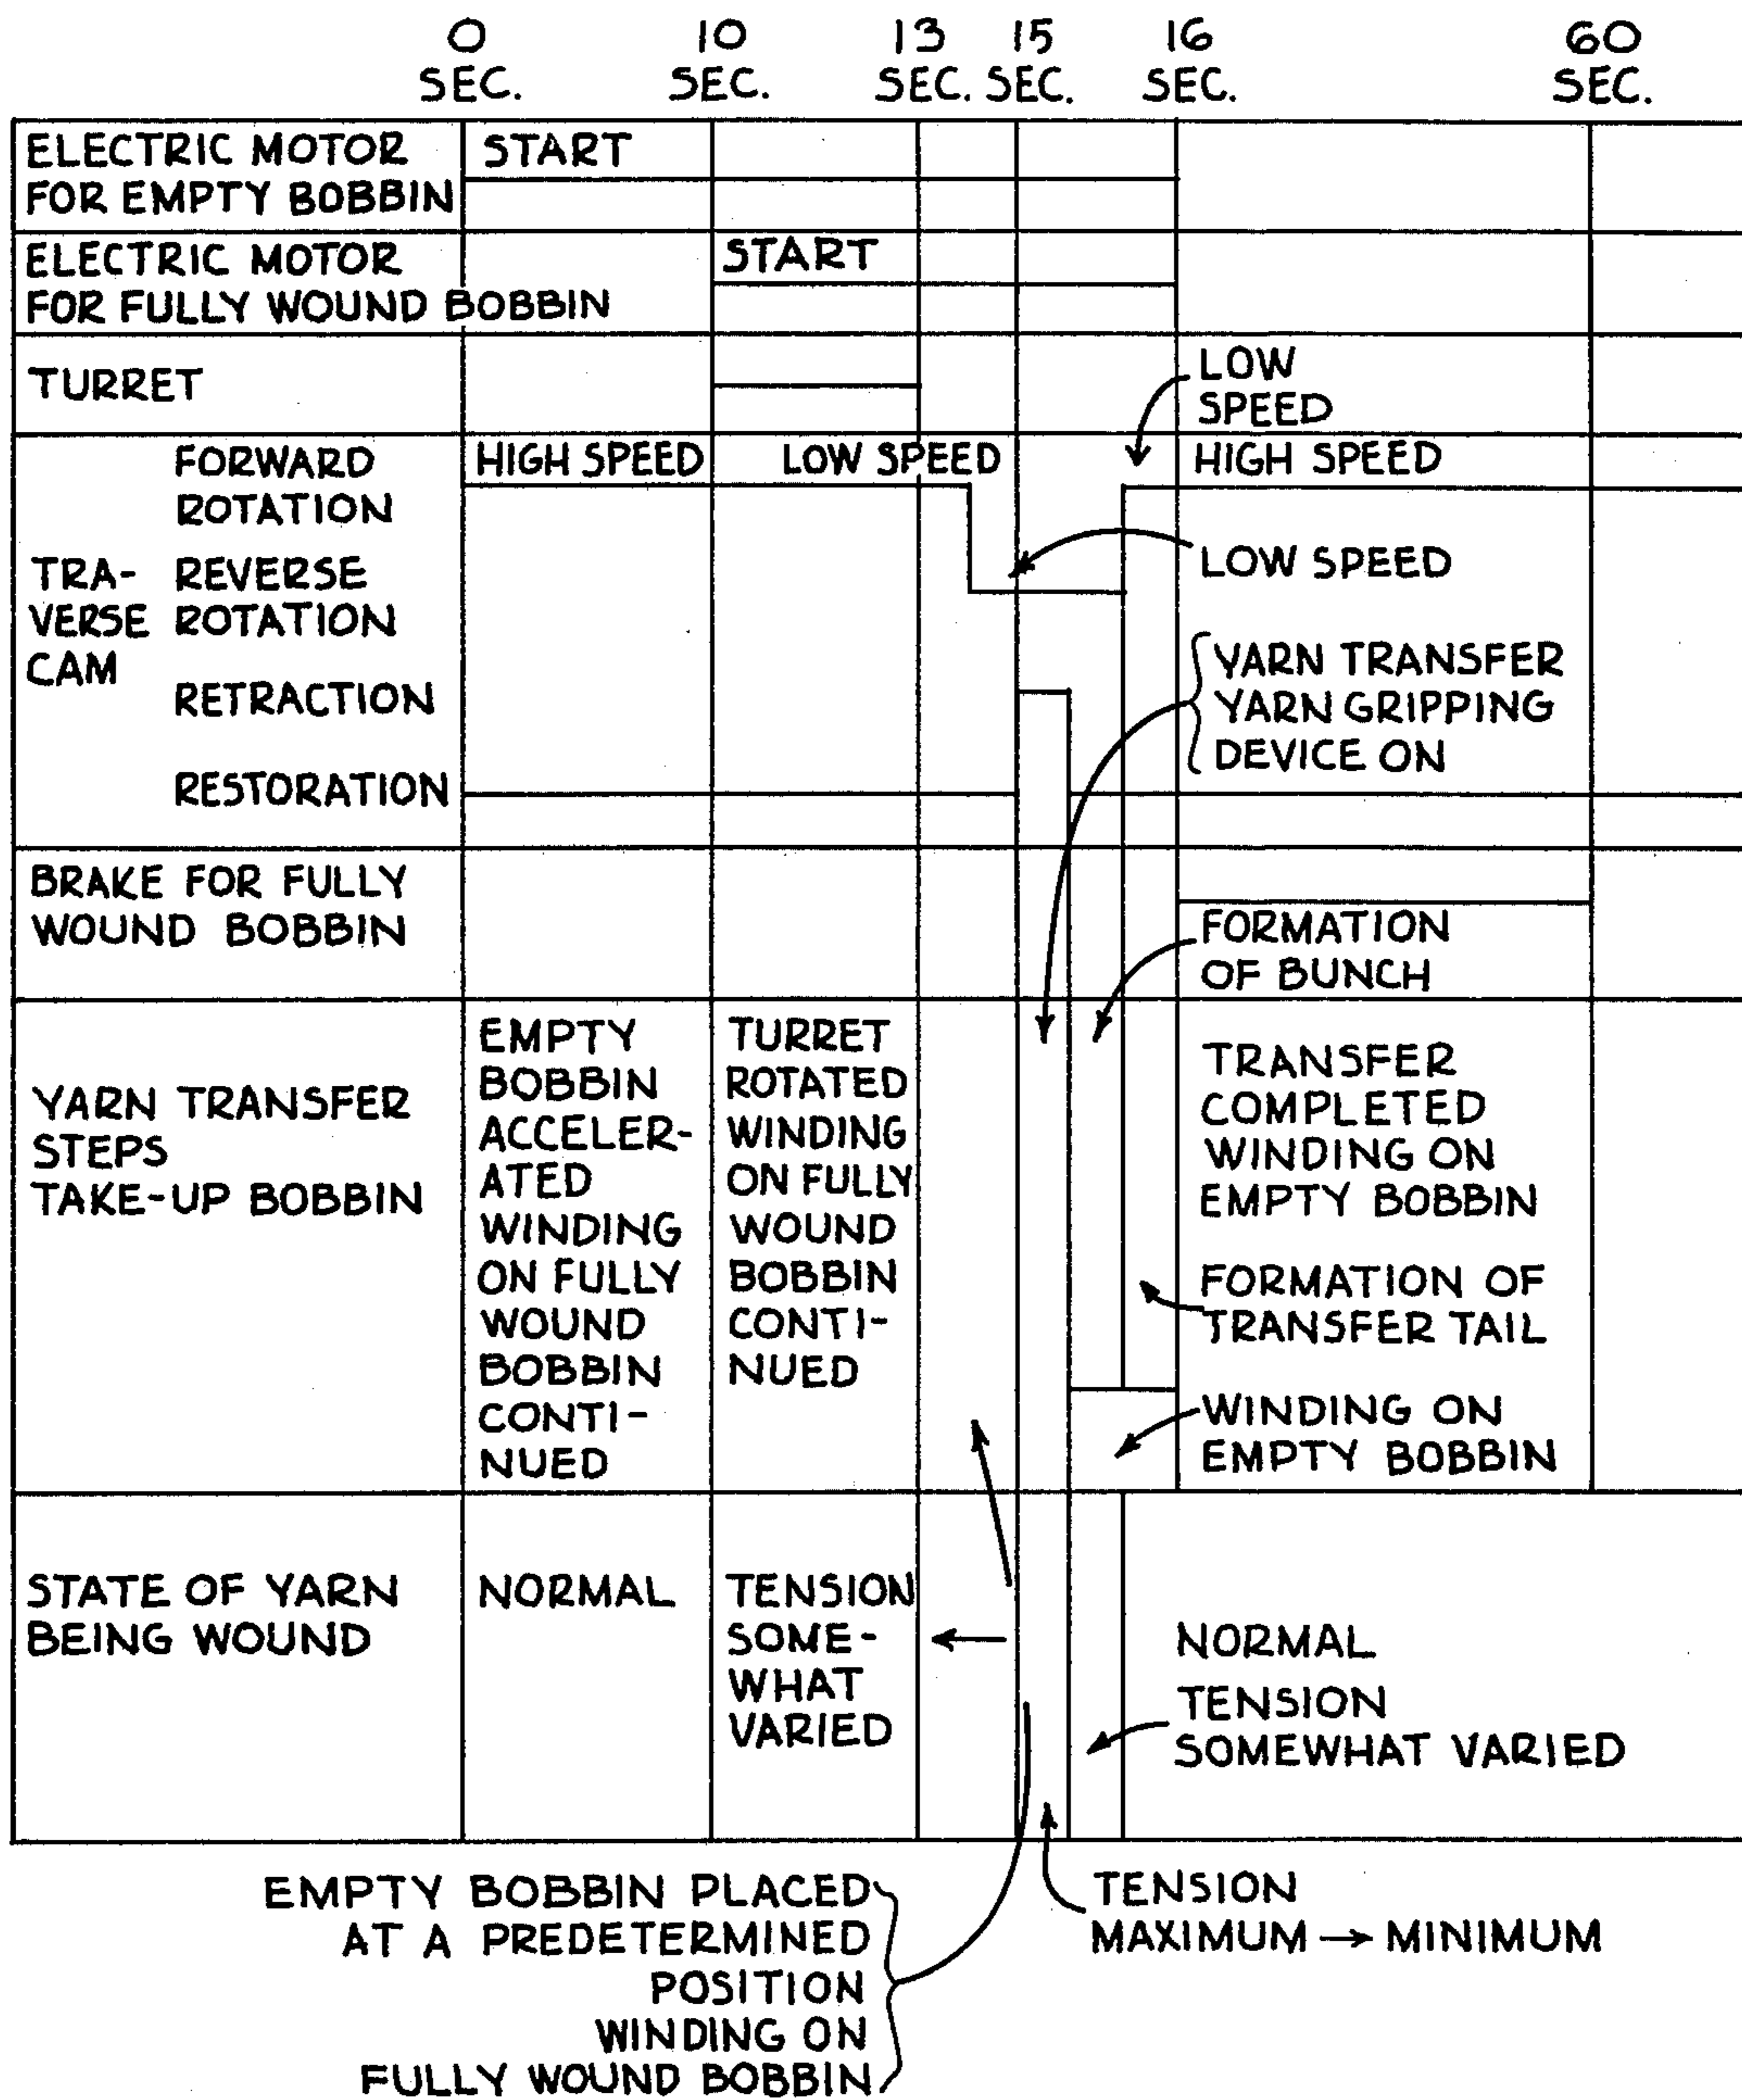 0 10 13 15 16 60
SEC. SEC. SEC. SEC. SEC. SEC.
ELECTRIC MOTOR
FOR EMPTY BOBBIN
START
ELECTRIC MOTOR
FOR FULLY WOUND BOBBIN
START
TURRET
LOW
SPEED
TRA-
VERSE
CAM
FORWARD
ROTATION
HIGH SPEED
LOW SPEED
HIGH SPEED
REVERSE
ROTATION
LOW SPEED
RETRACTION
YARN TRANSFER
YARN GRIPPING
DEVICE ON
RESTORATION
BRAKE FOR FULLY
WOUND BOBBIN
FORMATION
OF BUNCH
YARN TRANSFER
STEPS
TAKE-UP BOBBIN
EMPTY
BOBBIN
ACCELER-
ATED
WINDING
ON FULLY
WOUND
BOBBIN
CONTI-
NUED
TURRET
ROTATED
WINDING
ON FULLY
WOUND
BOBBIN
CONTI-
NUED
TRANSFER
COMPLETED
WINDING ON
EMPTY BOBBIN
FORMATION OF
TRANSFER TAIL
WINDING ON
EMPTY BOBBIN
STATE OF YARN
BEING WOUND
NORMAL
TENSION
SOME-
WHAT
VARIED
NORMAL
TENSION
SOMEWHAT VARIED
EMPTY BOBBIN PLACED
AT A PREDETERMINED
POSITION
WINDING ON
FULLY WOUND BOBBIN
TENSION
MAXIMUM → MINIMUM